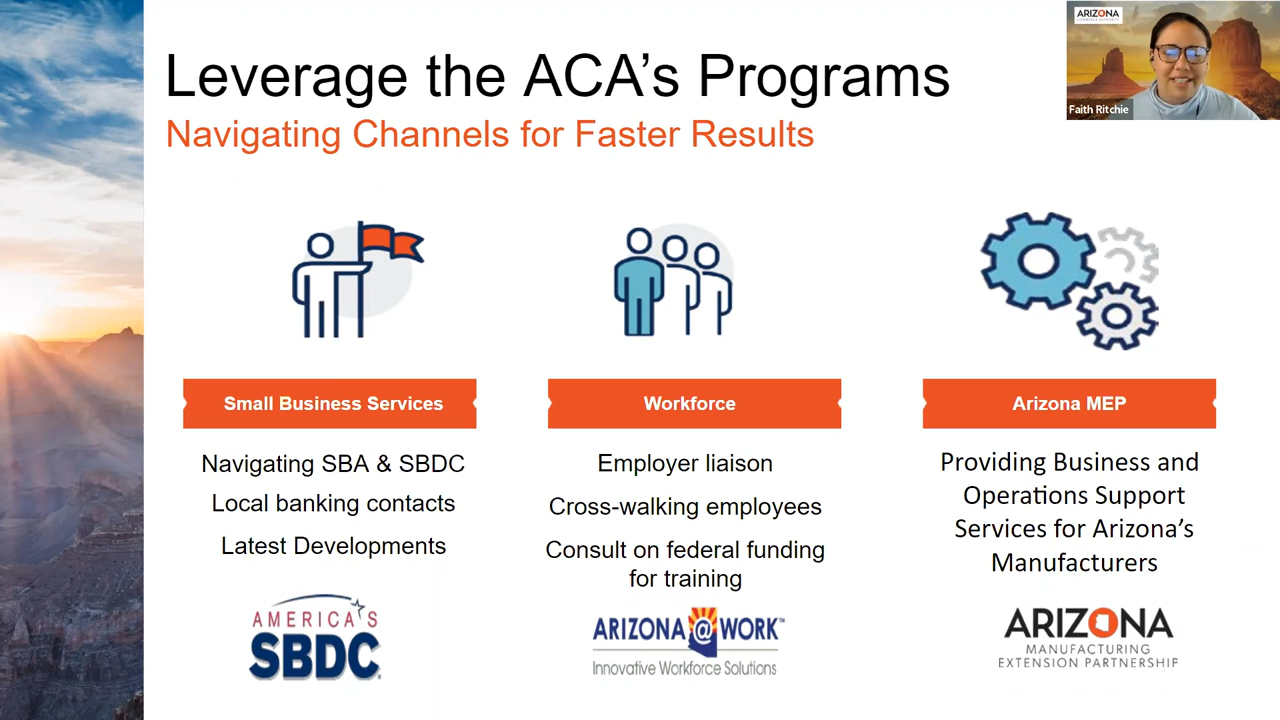 Leverage the ACA’s Programs
Navigating Channels for Faster Results
ARIZONA
Faith Ritchie
Small Business Services
Navigating SBA & SBDC
Local banking contacts
Latest Developments
AMERICA'S
SBDC
Workforce
Employer liaison
Cross-walking employees
Consult on federal funding
for training
ARIZONA@WORK™
Innovative Workforce Solutions
Arizona MEP
Providing Business and
Operations Support
Services for Arizona’s
Manufacturers
ARIZONA
MANUFACTURING
EXTENSION PARTNERSHIP